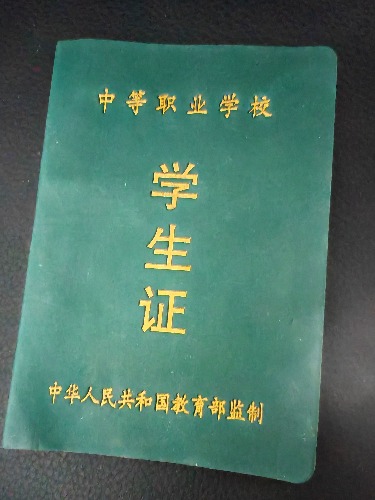 中等职业学校
学
生
证
中华人民共和国教育部监制